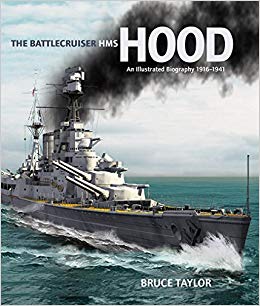 THE BATTLECRUISER HMS HOOD
An Illustrated Biography 1916-1941
BRUCE TAYLOR